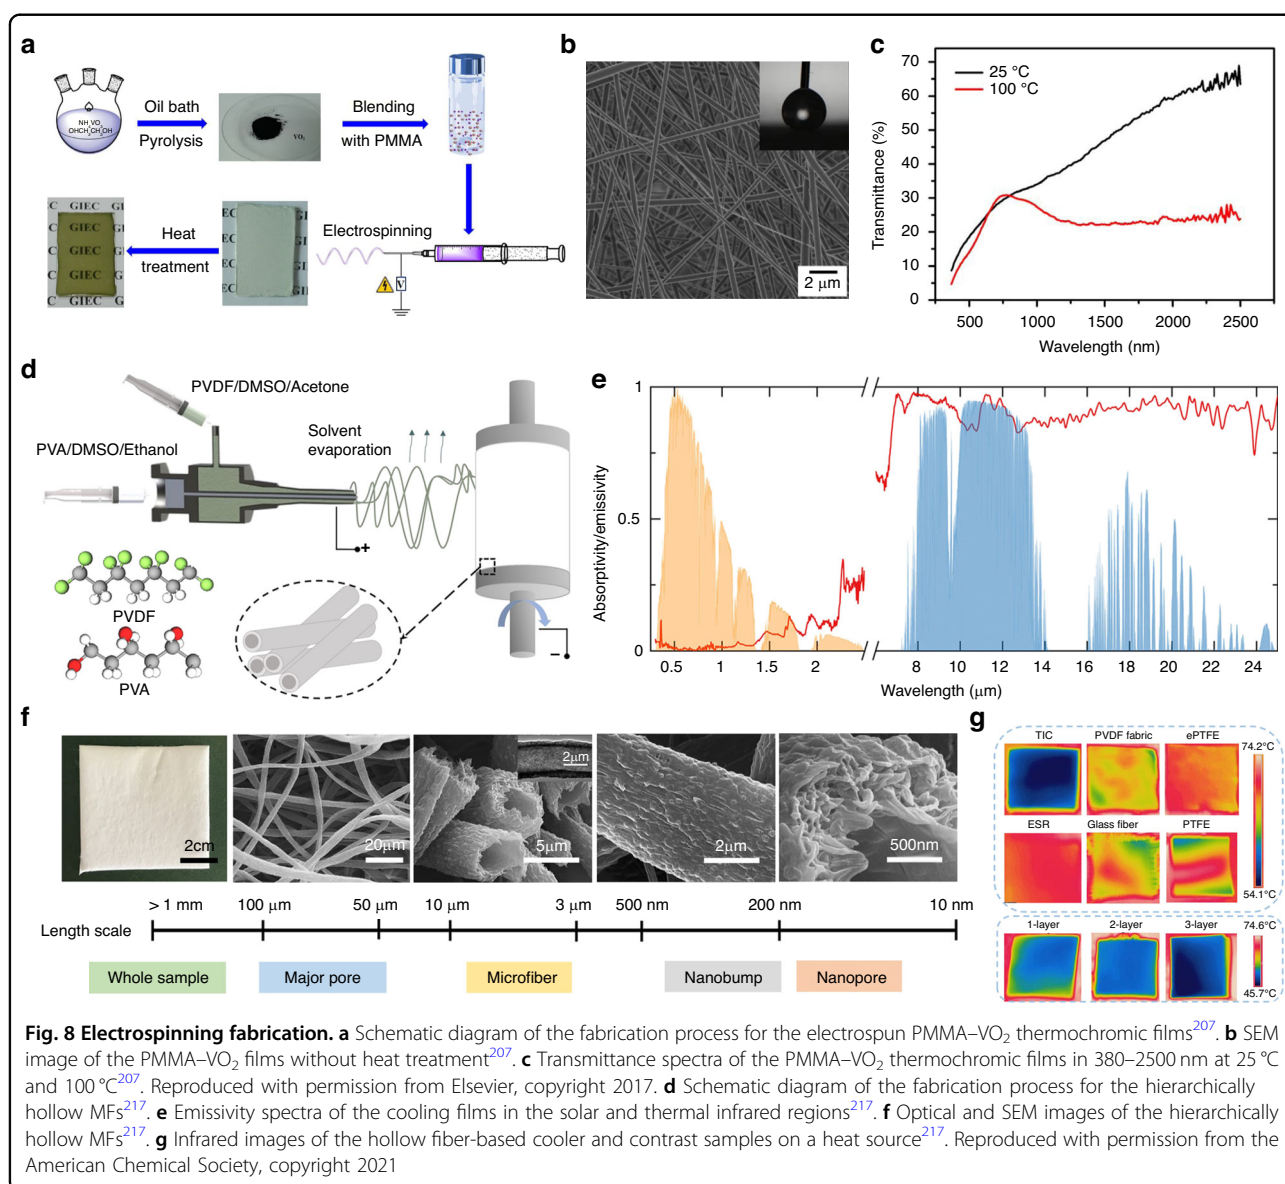 a
NH4VO3
OHCH2CH2OH
Oil bath
Pyrolysis
VO2
Blending
with PMMA
C GIEC C
C GIEC G
C GIEC C
C GIEC G
C GIEC C
Heat
treatment
EC GI
Electrospinning
V
b
2 μm
c
25 °C
100 °C
Transmittance (%)
70
60
50
40
30
20
10
0
500 1000 1500 2000 2500
Wavelength (nm)
d
PVDF/DMSO/Acetone
PVA/DMSO/Ethanol
Solvent
evaporation
+
PVDF
PVA
–
e
Absorptivity/emissivity
1
0.5
0
0.5 1 1.5 2 8 10 12 14 16 18 20 22 24
Wavelength (μm)
f
2cm
20μm
2μm
5μm
2μm
500nm
> 1 mm 100 μm 50 μm 10 μm 3 μm 500 nm 200 nm 10 nm
Length scale
Whole sample Major pore Microfiber Nanobump Nanopore
g
TIC PVDF fabric ePTFE
74.2°C
ESR Glass fiber PTFE
54.1°C
1-layer 2-layer 3-layer
74.6°C
45.7°C
Fig. 8 Electrospinning fabrication. a Schematic diagram of the fabrication process for the electrospun PMMA–VO2 thermochromic films207. b SEM
image of the PMMA–VO2 films without heat treatment207. c Transmittance spectra of the PMMA–VO2 thermochromic films in 380–2500 nm at 25 °C
and 100 °C207. Reproduced with permission from Elsevier, copyright 2017. d Schematic diagram of the fabrication process for the hierarchically
hollow MFs217. e Emissivity spectra of the cooling films in the solar and thermal infrared regions217. f Optical and SEM images of the hierarchically
hollow MFs217. g Infrared images of the hollow fiber-based cooler and contrast samples on a heat source217. Reproduced with permission from the
American Chemical Society, copyright 2021